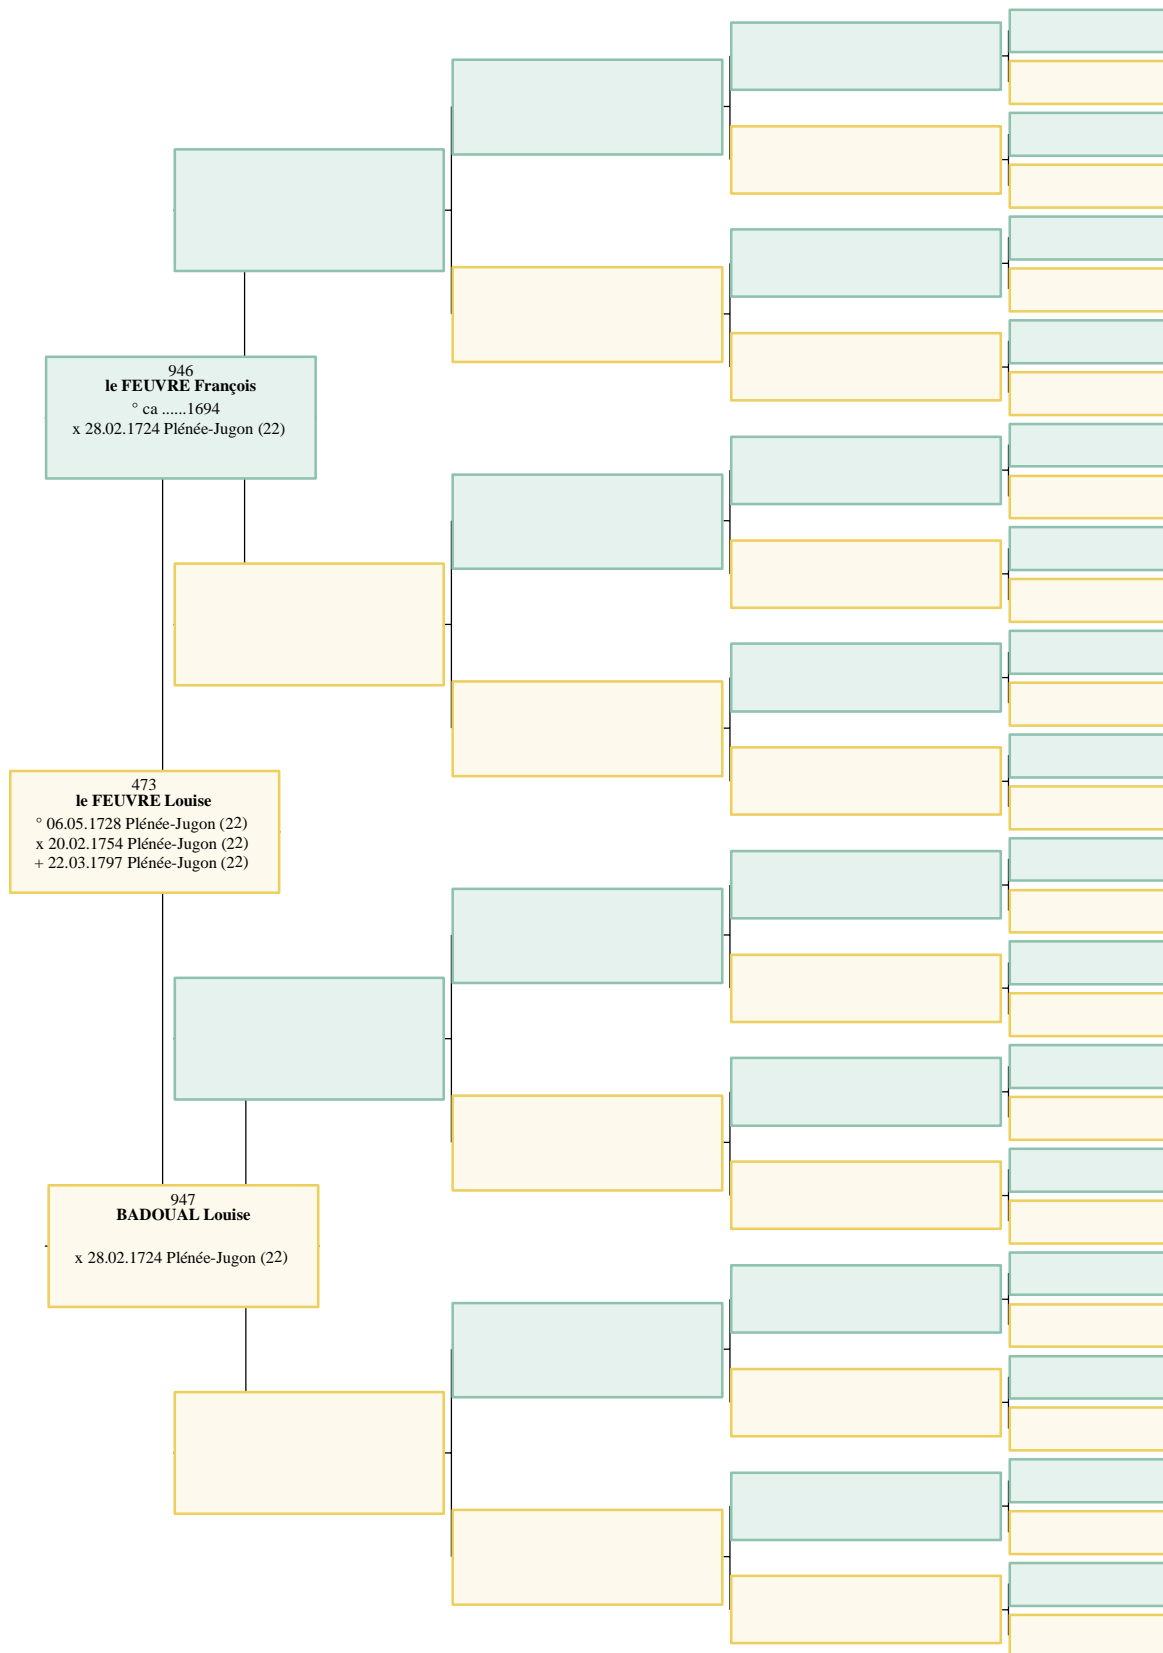 946
le FEUVRE François
° ca ......1694
x 28.02.1724 Plénée-Jugon (22)
473
le FEUVRE Louise
° 06.05.1728 Plénée-Jugon (22)
x 20.02.1754 Plénée-Jugon (22)
+ 22.03.1797 Plénée-Jugon (22)
947
BADOUAL Louise
x 28.02.1724 Plénée-Jugon (22)